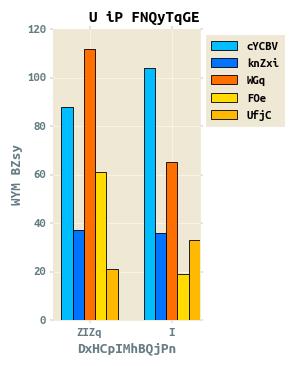 U iP FNQyTqGE
120
100
80
60
40
20
0
WYM BZsy
ZIZq I
DxHCpIMhBQjPn
cYCBV
knZxi
WGq
FOe
UfjC